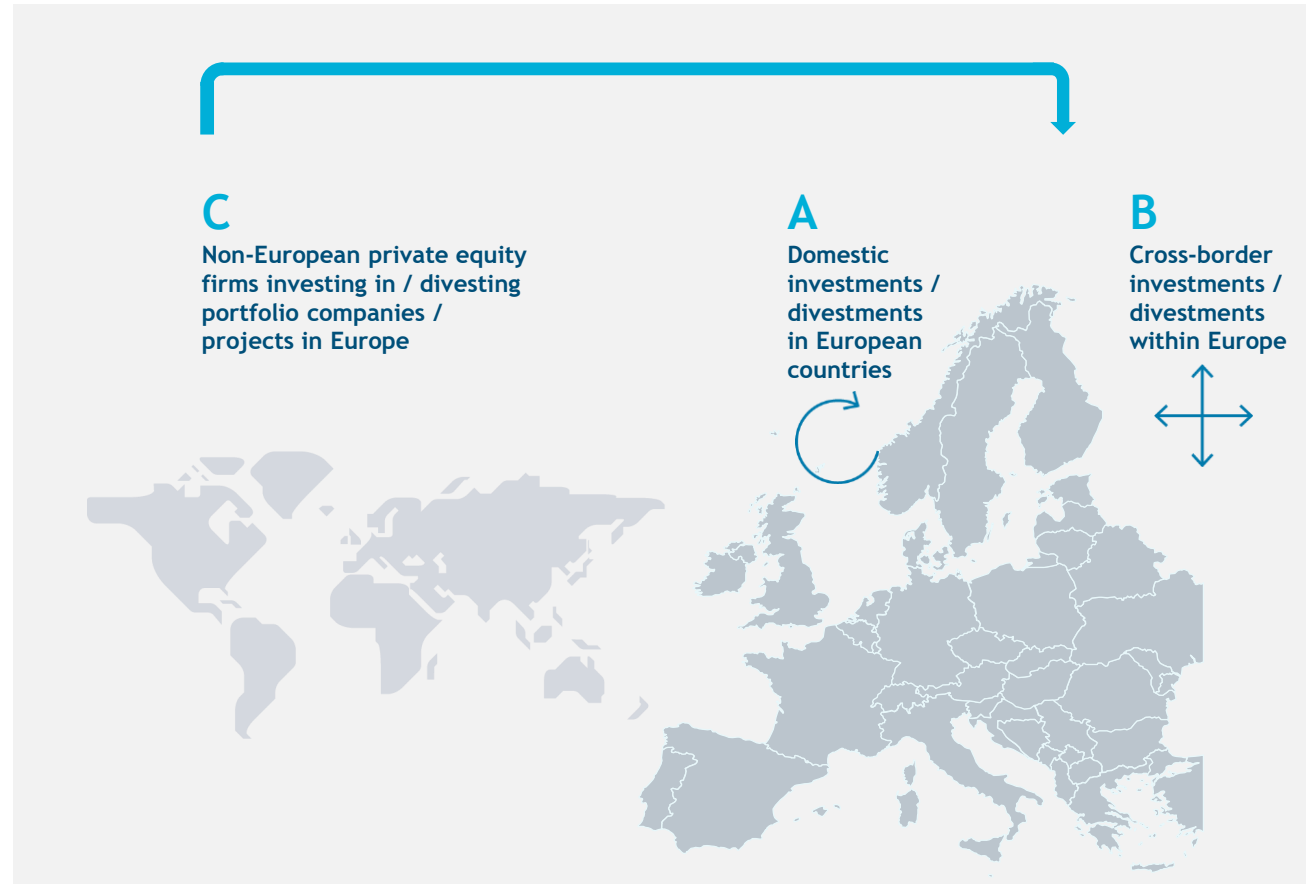 C
Non-European private equity
firms investing in / divesting
portfolio companies /
projects in Europe
A
Domestic
investments /
divestments
in European
countries
B
Cross-border
investments /
divestments
within Europe